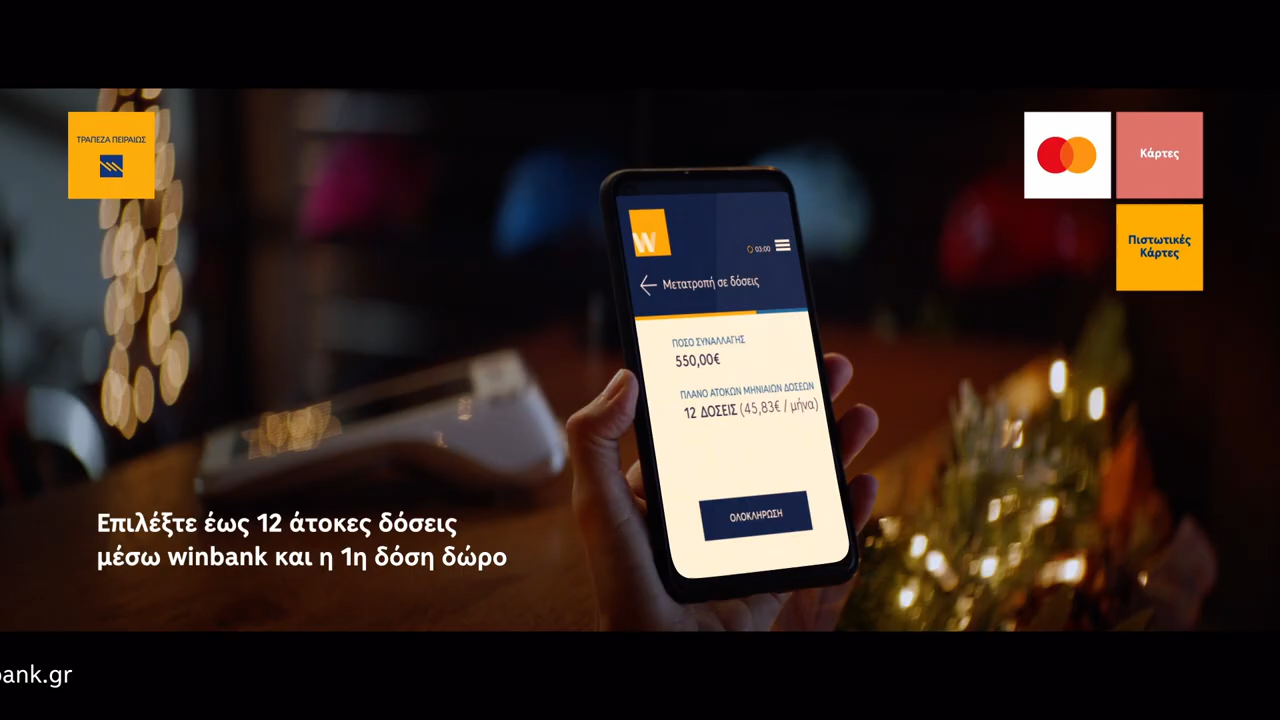 ΤΡΑΠΕΖΑ ΠΕΙΡΑΙΩΣ
Κάρτες
Πιστωτικές
Κάρτες
W
03:00
Μετατροπή σε δόσεις
ΠΟΣΟ ΣΥΝΑΛΛΑΓΗΣ
550,00€
ΠΛΑΝΟ ΑΤΟΚΩΝ ΜΗΝΙΑΙΩΝ ΔΟΣΕΩΝ
12 ΔΟΣΕΙΣ (45,83€ / μήνα)
ΟΛΟΚΛΗΡΩΣΗ
Επιλέξτε έως 12 άτοκες δόσεις
μέσω winbank και η 1η δόση δώρο
bank.gr